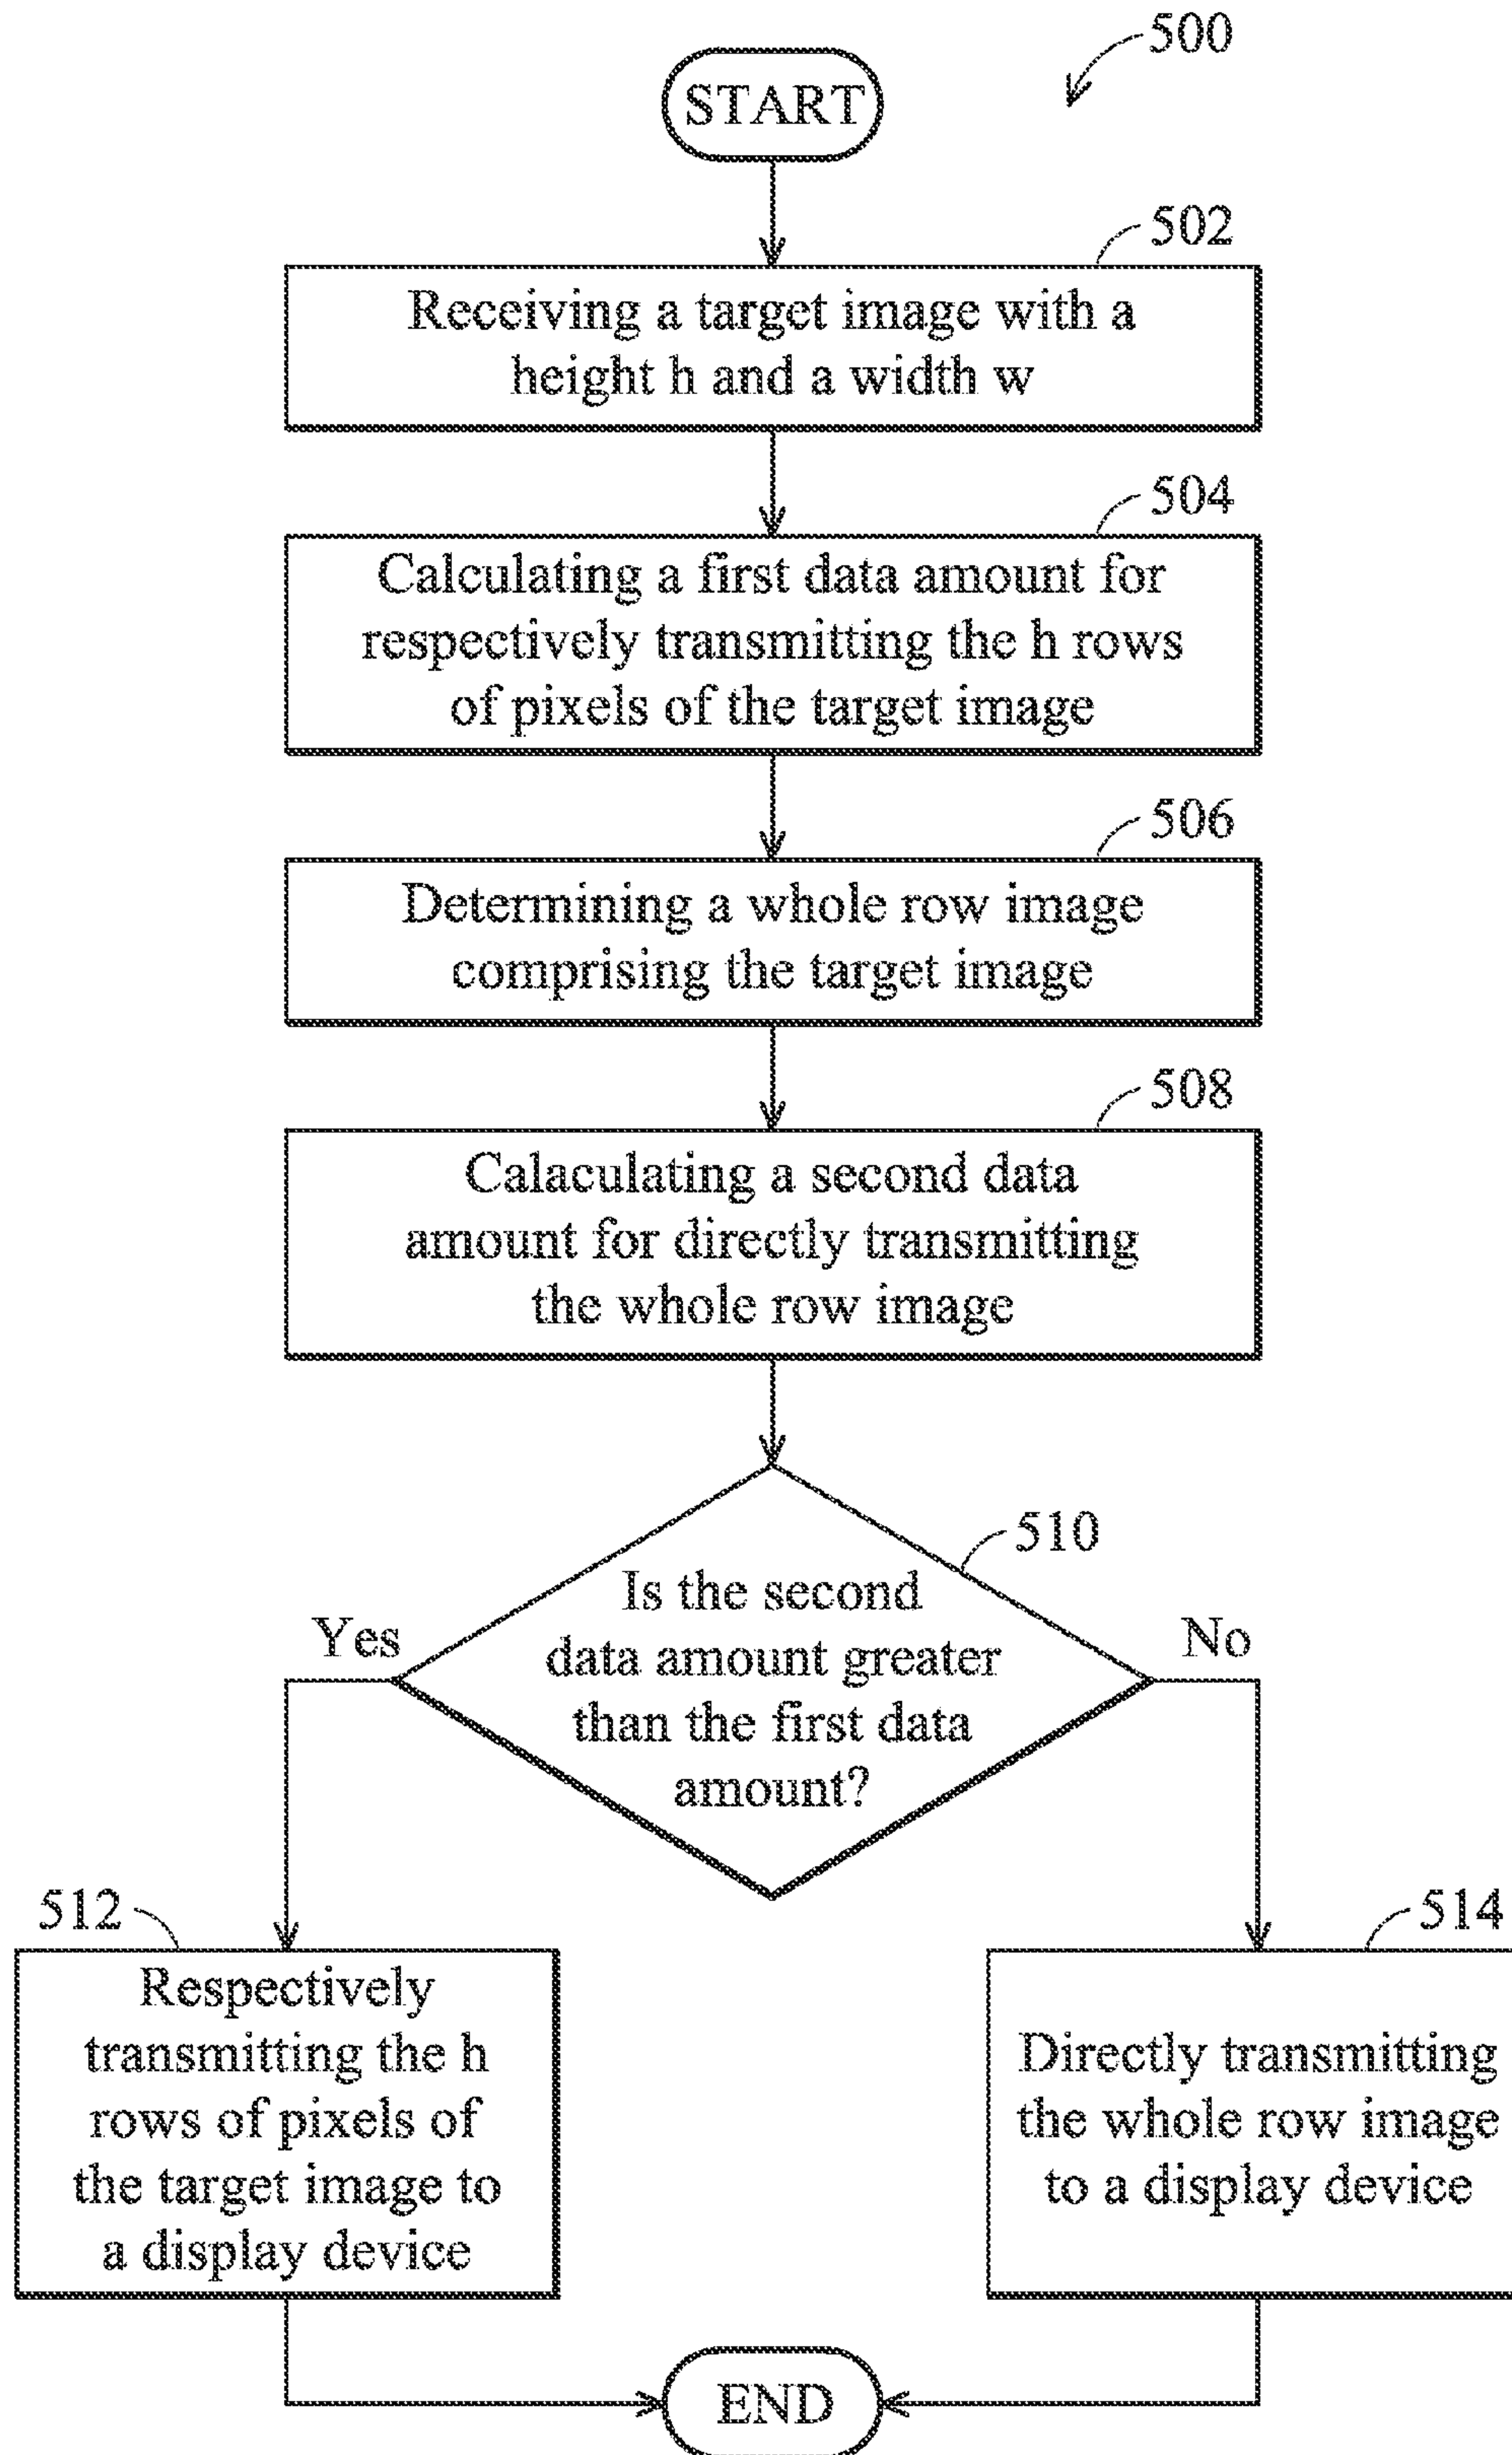 500
START
502
Receiving a target image with a
height h and a width w
504
Calculating a first data amount for
respectively transmitting the h rows
of pixels of the target image
506
Determining a whole row image
comprising the target image
508
Calaculating a second data
amount for directly transmitting
the whole row image
510
Is the second
data amount greater
than the first data
amount?
Yes
No
512
Respectively
transmitting the h
rows of pixels of
the target image to
a display device
514
Directly transmitting
the whole row image
to a display device
END